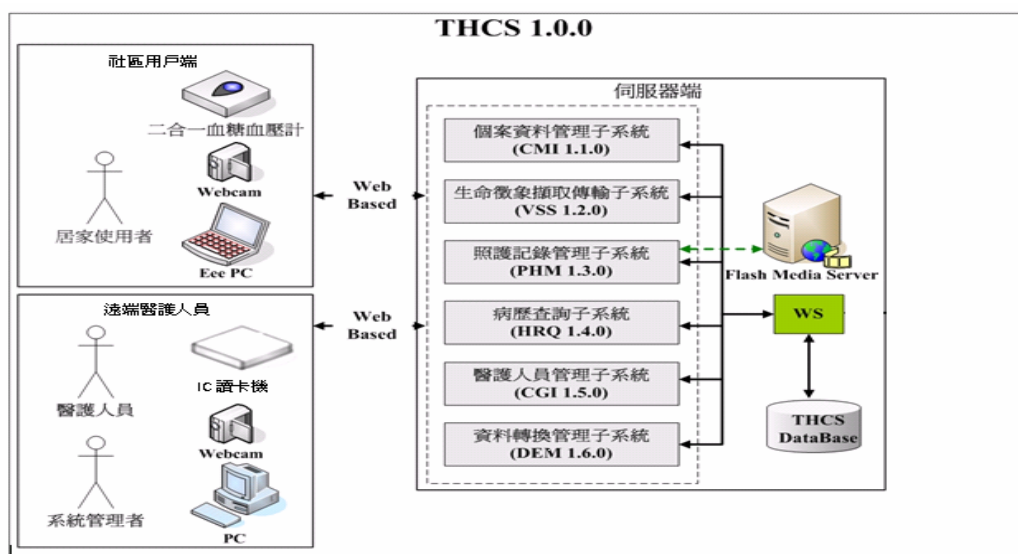 THCS 1.0.0
社區用戶端
二合一血糖血壓計
Webcam
居家使用者
Eee PC
Web
Based
遠端醫護人員
IC 讀卡機
醫護人員
Webcam
系統管理者
PC
Web
Based
伺服器端
個案資料管理子系統
(CMI 1.1.0)
生命徵象擷取傳輸子系統
(VSS 1.2.0)
照護記錄管理子系統
(PHM 1.3.0)
病歷查詢子系統
(HRQ 1.4.0)
醫護人員管理子系統
(CGI 1.5.0)
資料轉換管理子系統
(DEM 1.6.0)
Flash Media Server
WS
THCS
DataBase